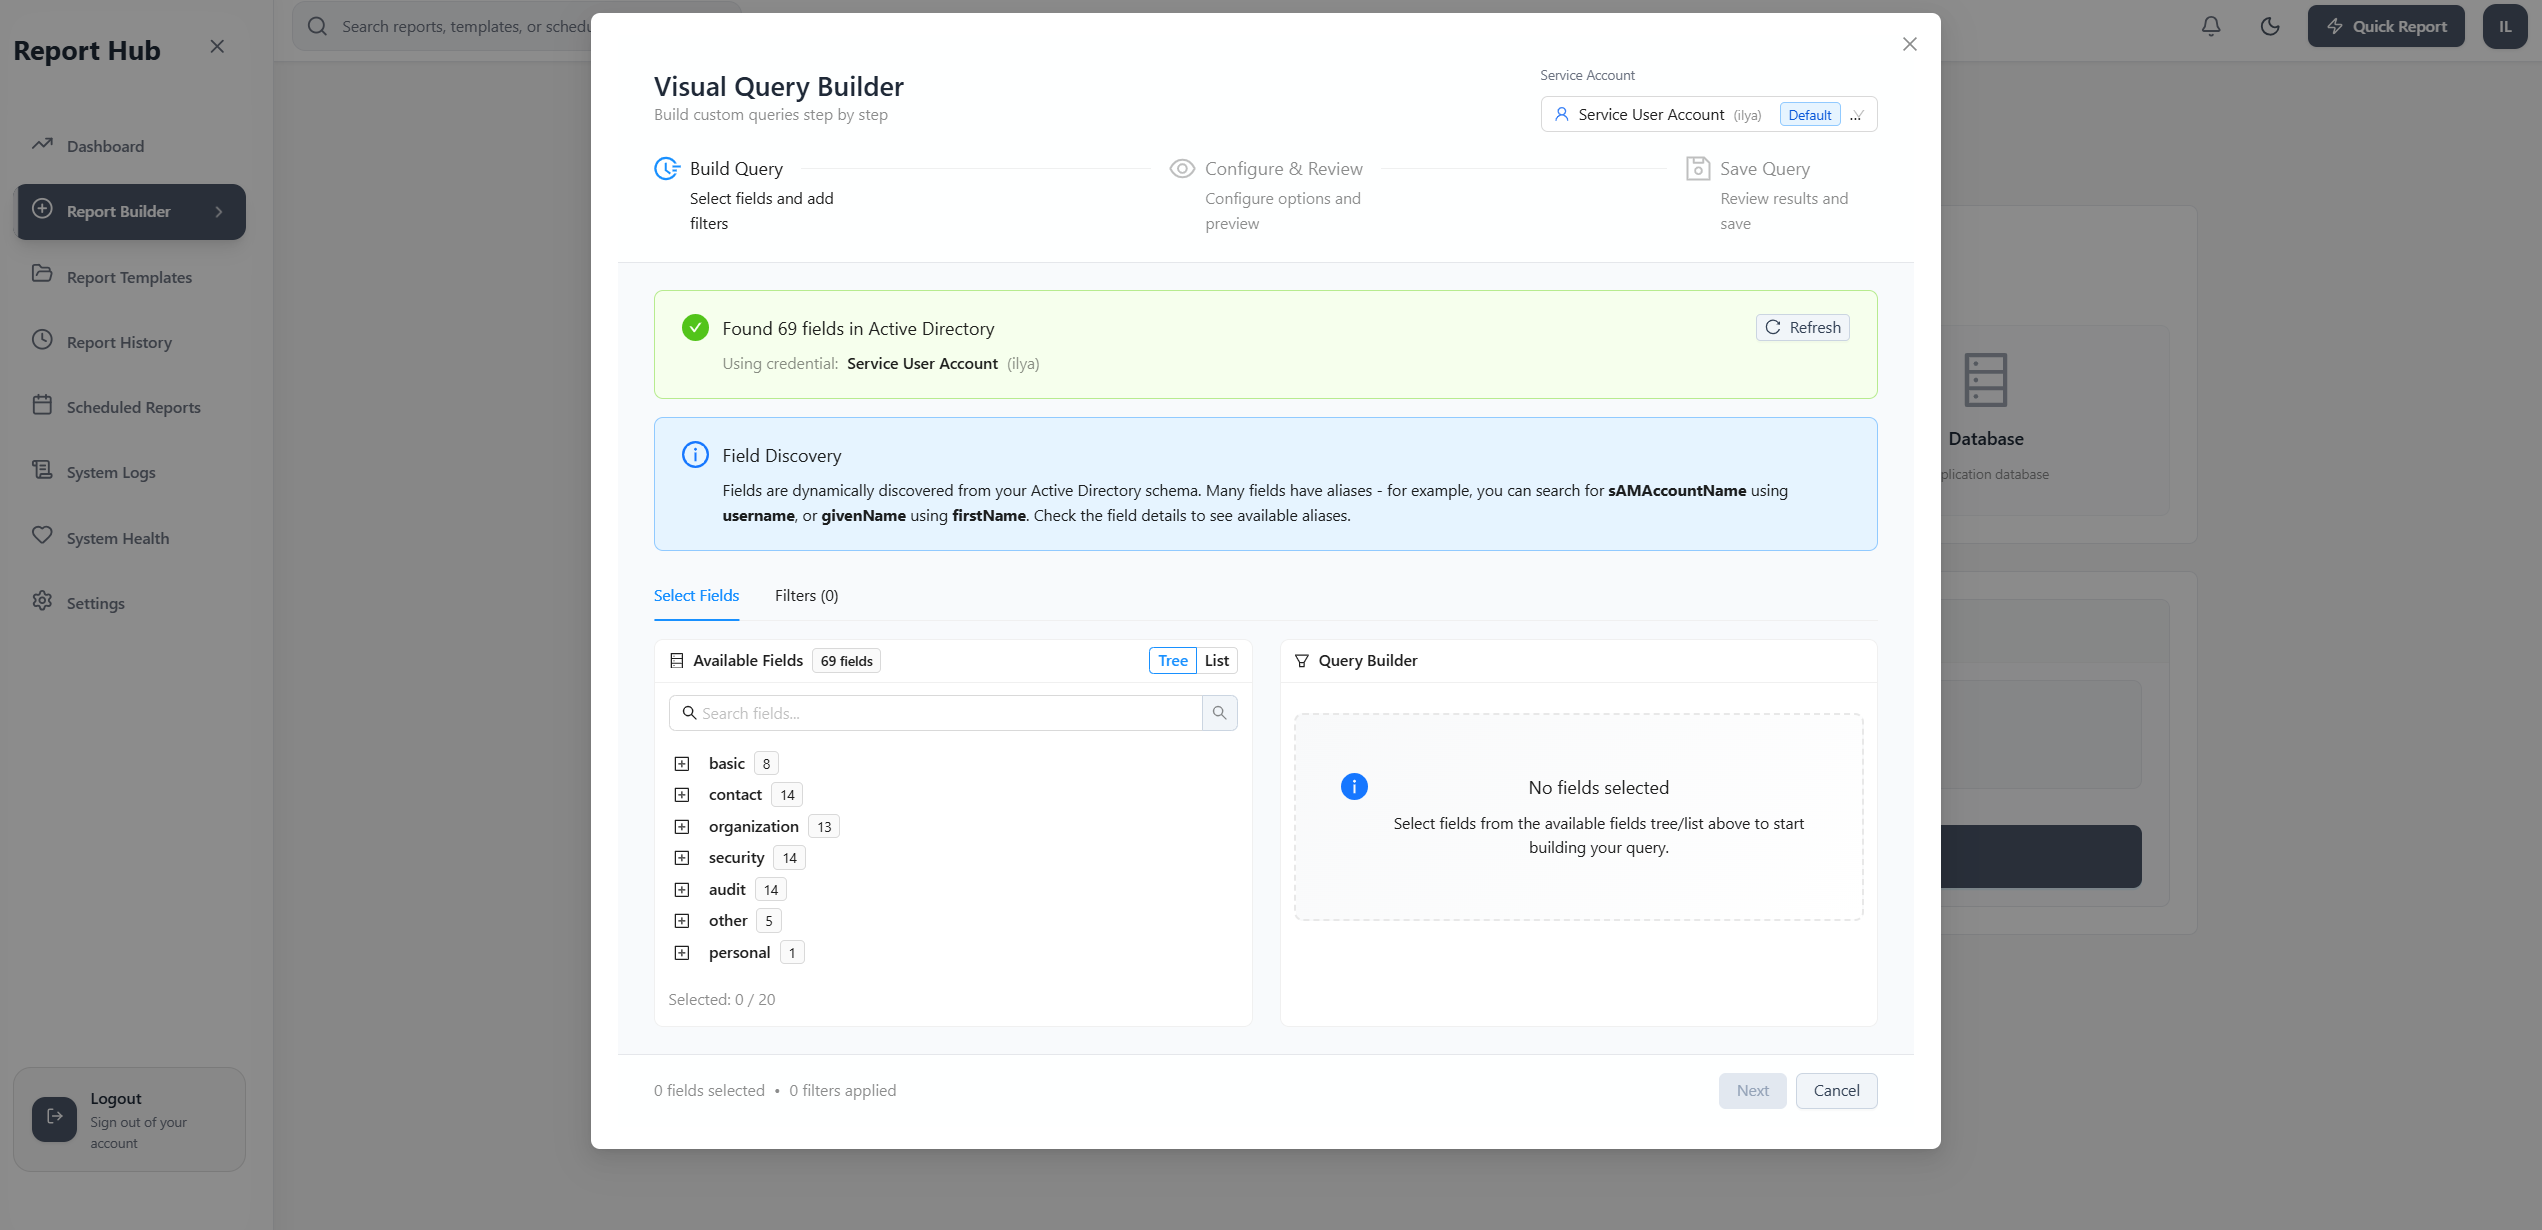 Report Hub
Dashboard
Report Builder
Report Templates
Report History
Scheduled Reports
System Logs
System Health
Settings
Logout
Sign out of your
account
Search reports, templates, or schedu
Quick Report
IL
Visual Query Builder
Build custom queries step by step
Service Account
Service User Account (ilya) Default ...
Build Query
Select fields and add
filters
Configure & Review
Configure options and
preview
Save Query
Review results and
save
Found 69 fields in Active Directory
Using credential: Service User Account (ilya)
Refresh
Field Discovery
Fields are dynamically discovered from your Active Directory schema. Many fields have aliases - for example, you can search for sAMAccountName using
username, or givenName using firstName. Check the field details to see available aliases.
Select Fields
Filters (0)
Available Fields 69 fields
Tree List
Search fields...
basic 8
contact 14
organization 13
security 14
audit 14
other 5
personal 1
Selected: 0 / 20
Query Builder
No fields selected
Select fields from the available fields tree/list above to start
building your query.
0 fields selected • 0 filters applied
Next
Cancel
Database
plication database